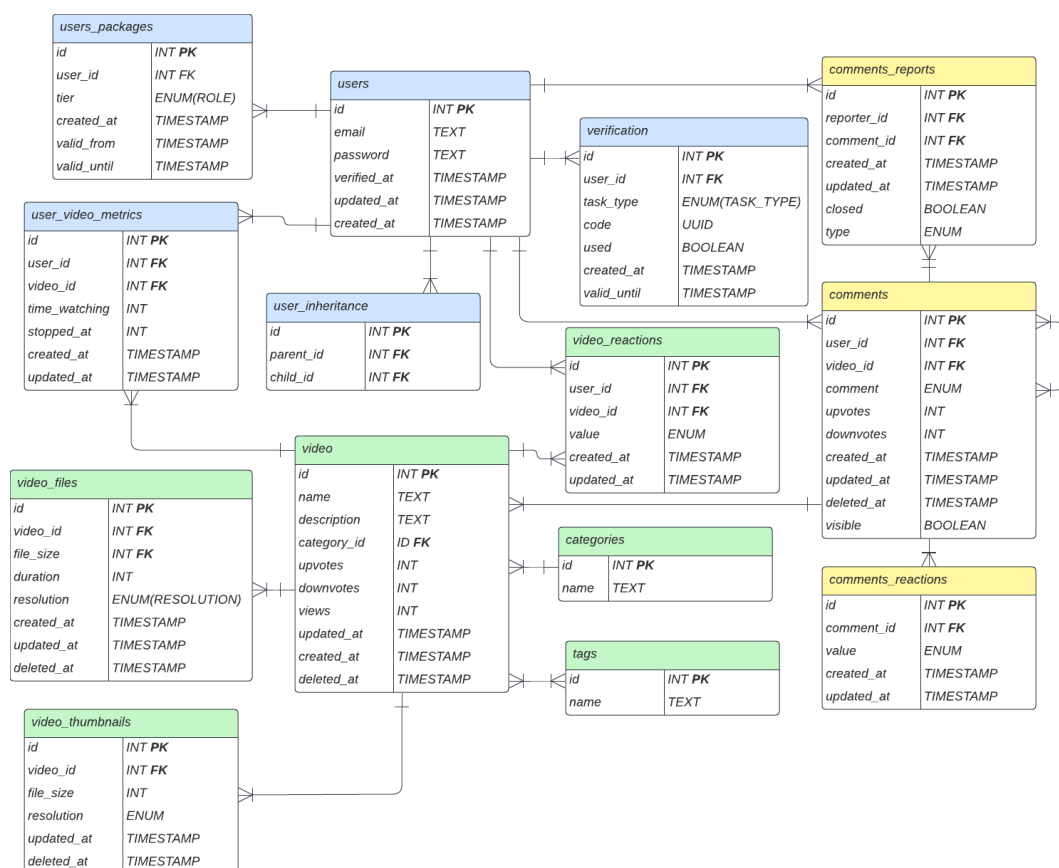 users_packages
id INT PK
user_id INT FK
tier ENUM(ROLE)
created_at TIMESTAMP
valid_from TIMESTAMP
valid_until TIMESTAMP
users
id INT PK
email TEXT
password TEXT
verified_at TIMESTAMP
updated_at TIMESTAMP
created_at TIMESTAMP
verification
id INT PK
user_id INT FK
task_type ENUM(TASK_TYPE)
code UUID
used BOOLEAN
created_at TIMESTAMP
valid_until TIMESTAMP
comments_reports
id INT PK
reporter_id INT FK
comment_id INT FK
created_at TIMESTAMP
updated_at TIMESTAMP
closed BOOLEAN
type ENUM
user_video_metrics
id INT PK
user_id INT FK
video_id INT FK
time_watching INT
stopped_at INT
created_at TIMESTAMP
updated_at TIMESTAMP
user_inheritance
id INT PK
parent_id INT FK
child_id INT FK
video_reactions
id INT PK
user_id INT FK
video_id INT FK
value ENUM
created_at TIMESTAMP
updated_at TIMESTAMP
comments
id INT PK
user_id INT FK
video_id INT FK
comment ENUM
upvotes INT
downvotes INT
created_at TIMESTAMP
updated_at TIMESTAMP
deleted_at TIMESTAMP
visible BOOLEAN
video_files
id INT PK
video_id INT FK
file_size INT FK
duration INT
resolution ENUM(RESOLUTION)
created_at TIMESTAMP
updated_at TIMESTAMP
deleted_at TIMESTAMP
video
id INT PK
name TEXT
description TEXT
category_id ID FK
upvotes INT
downvotes INT
views INT
updated_at TIMESTAMP
created_at TIMESTAMP
deleted_at TIMESTAMP
categories
id INT PK
name TEXT
tags
id INT PK
name TEXT
comments_reactions
id INT PK
comment_id INT FK
value ENUM
created_at TIMESTAMP
updated_at TIMESTAMP
video_thumbnails
id INT PK
video_id INT FK
file_size INT
resolution ENUM
updated_at TIMESTAMP
deleted_at TIMESTAMP